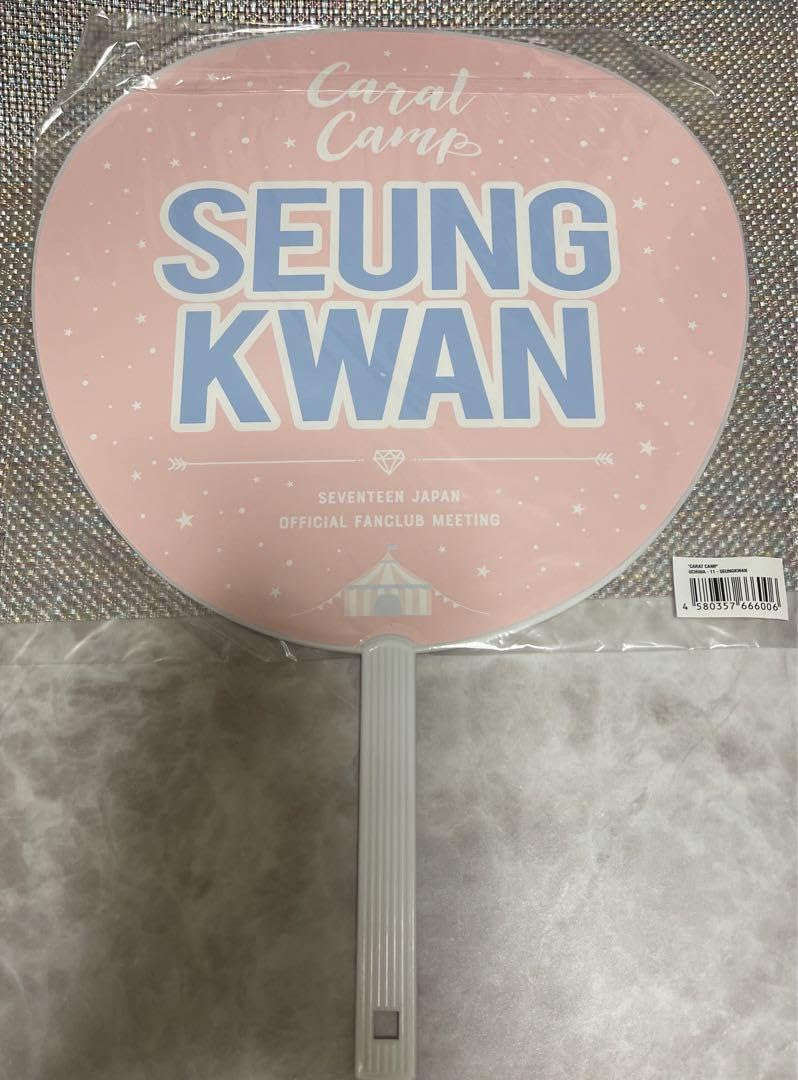 Carat
Camp
SEUNG
KWAN
SEVENTEEN JAPAN
OFFICIAL FANCLUB MEETING
"CARAT CAMP"
UCHIWA - 11 - SEUNGKWAN
4 580357 666006